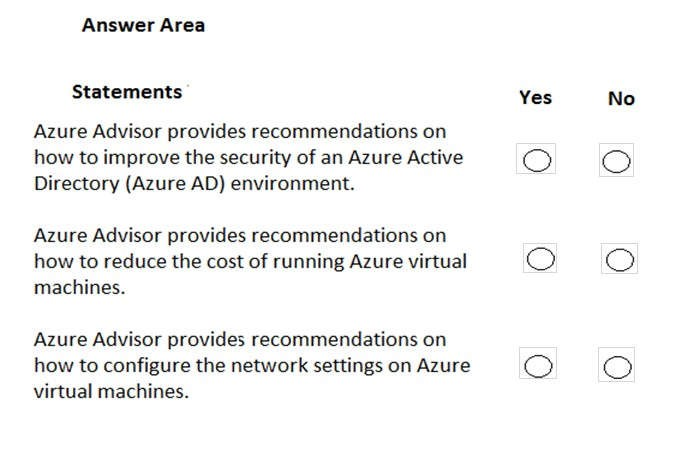 Answer Area
Statements
Yes
No
Azure Advisor provides recommendations on
how to improve the security of an Azure Active
Directory (Azure AD) environment.
Azure Advisor provides recommendations on
how to reduce the cost of running Azure virtual
machines.
Azure Advisor provides recommendations on
how to configure the network settings on Azure
virtual machines.